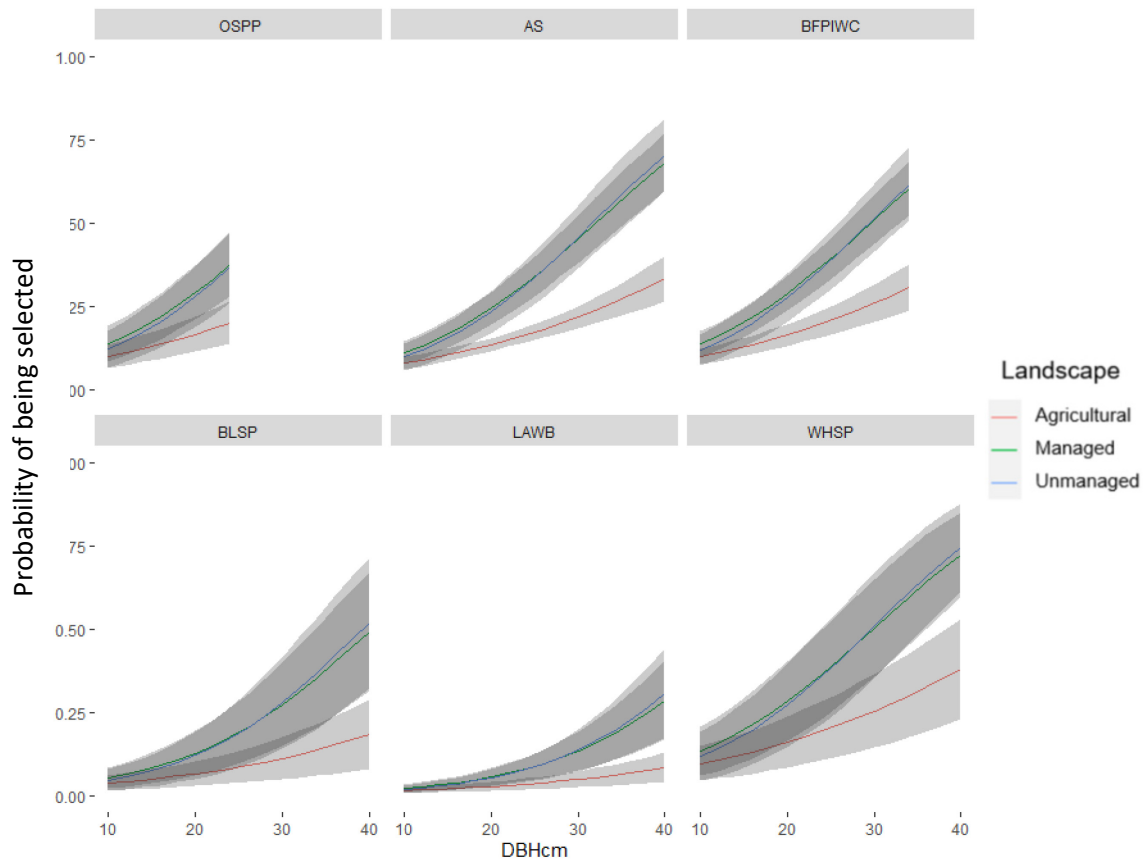 OSPP AS BFPIWC
1.00
.75
.50
.25
.00
BLSP LAWB WHSP
.00
.75
0.50
0.25
0.00
10 20 30 40 10 20 30 40 10 20 30 40
DBHcm
Probability of being selected
Landscape
Agricultural
Managed
Unmanaged